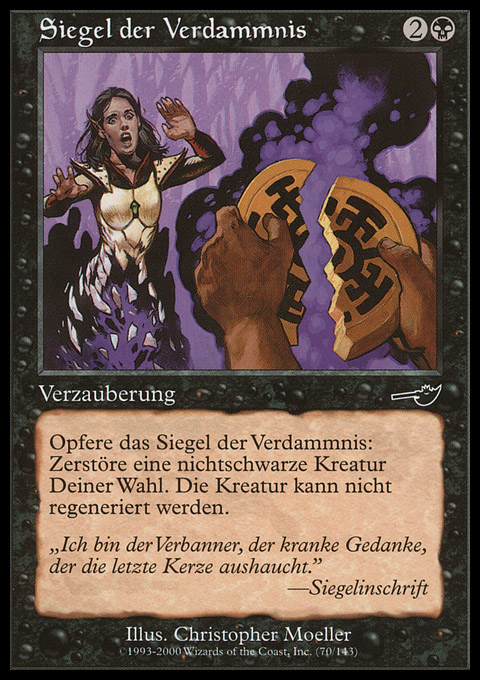 Siegel der Verdammnis
2
Verzauberung
Opfere das Siegel der Verdammnis:
Zerstöre eine nichtschwarze Kreatur
Deiner Wahl. Die Kreatur kann nicht
regeneriert werden.
„Ich bin der Verbanner, der kranke Gedanke,
der die letzte Kerze aushaucht.”
—Siegelinschrift
Illus. Christopher Moeller
©1993-2000 Wizards of the Coast, Inc. (70/143)